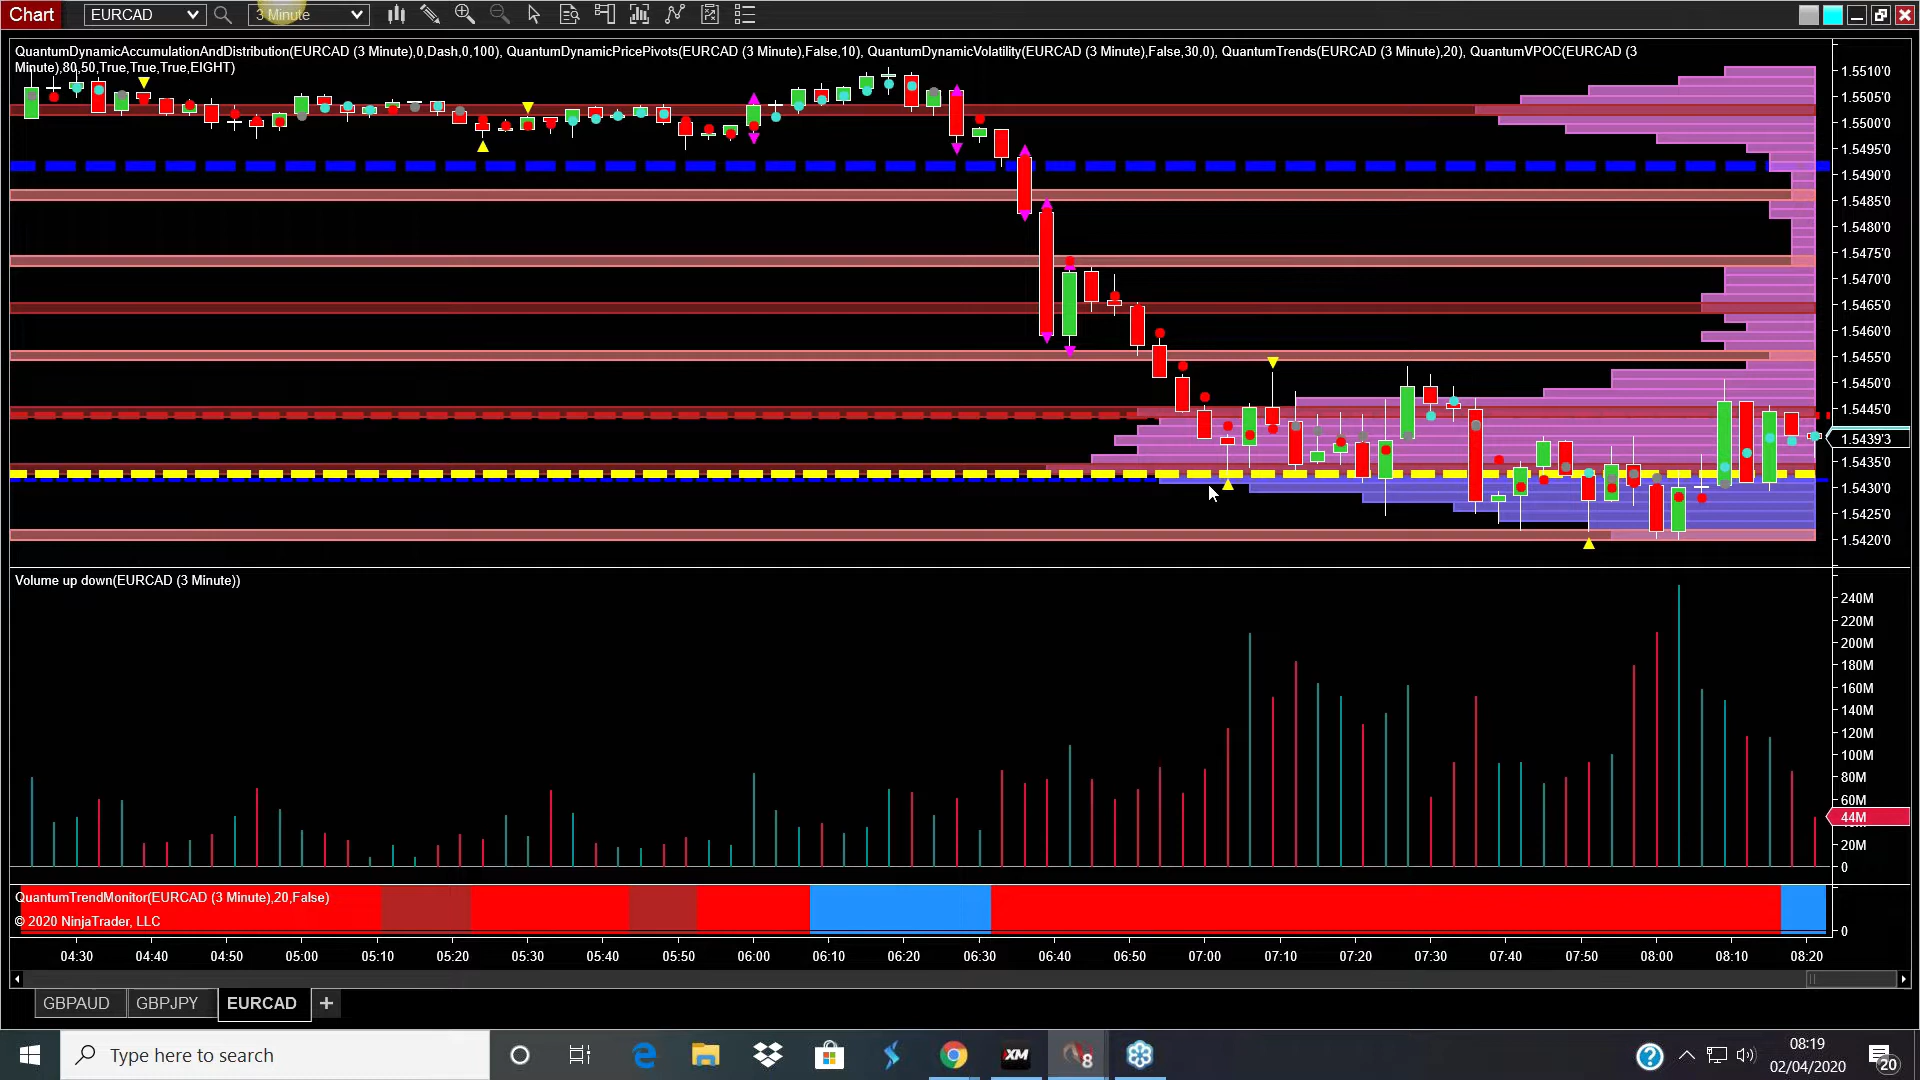 Chart EURCAD 3 Minute
QuantumDynamicAccumulationAndDistribution(EURCAD (3 Minute),0,Dash,0,100), QuantumDynamicPricePivots(EURCAD (3 Minute),False,10), QuantumDynamicVolatility(EURCAD (3 Minute),False,30,0), QuantumTrends(EURCAD (3 Minute),20), QuantumVPOC(EURCAD (3
Minute),80,50,True,True,True,EIGHT)
1.5510'0
1.5505'0
1.5500'0
1.5495'0
1.5490'0
1.5485'0
1.5480'0
1.5475'0
1.5470'0
1.5465'0
1.5460'0
1.5455'0
1.5450'0
1.5445'0
1.5439'3
1.5435'0
1.5430'0
1.5425'0
1.5420'0
Volume up down(EURCAD (3 Minute))
240M
220M
200M
180M
160M
140M
120M
100M
80M
60M
44M
20M
0
QuantumTrendMonitor(EURCAD (3 Minute),20,False)
© 2020 NinjaTrader, LLC
0
04:30 04:40 04:50 05:00 05:10 05:20 05:30 05:40 05:50 06:00 06:10 06:20 06:30 06:40 06:50 07:00 07:10 07:20 07:30 07:40 07:50 08:00 08:10 08:20
GBPAUD GBPJPY EURCAD +
Type here to search
XM
8
08:19
02/04/2020
20